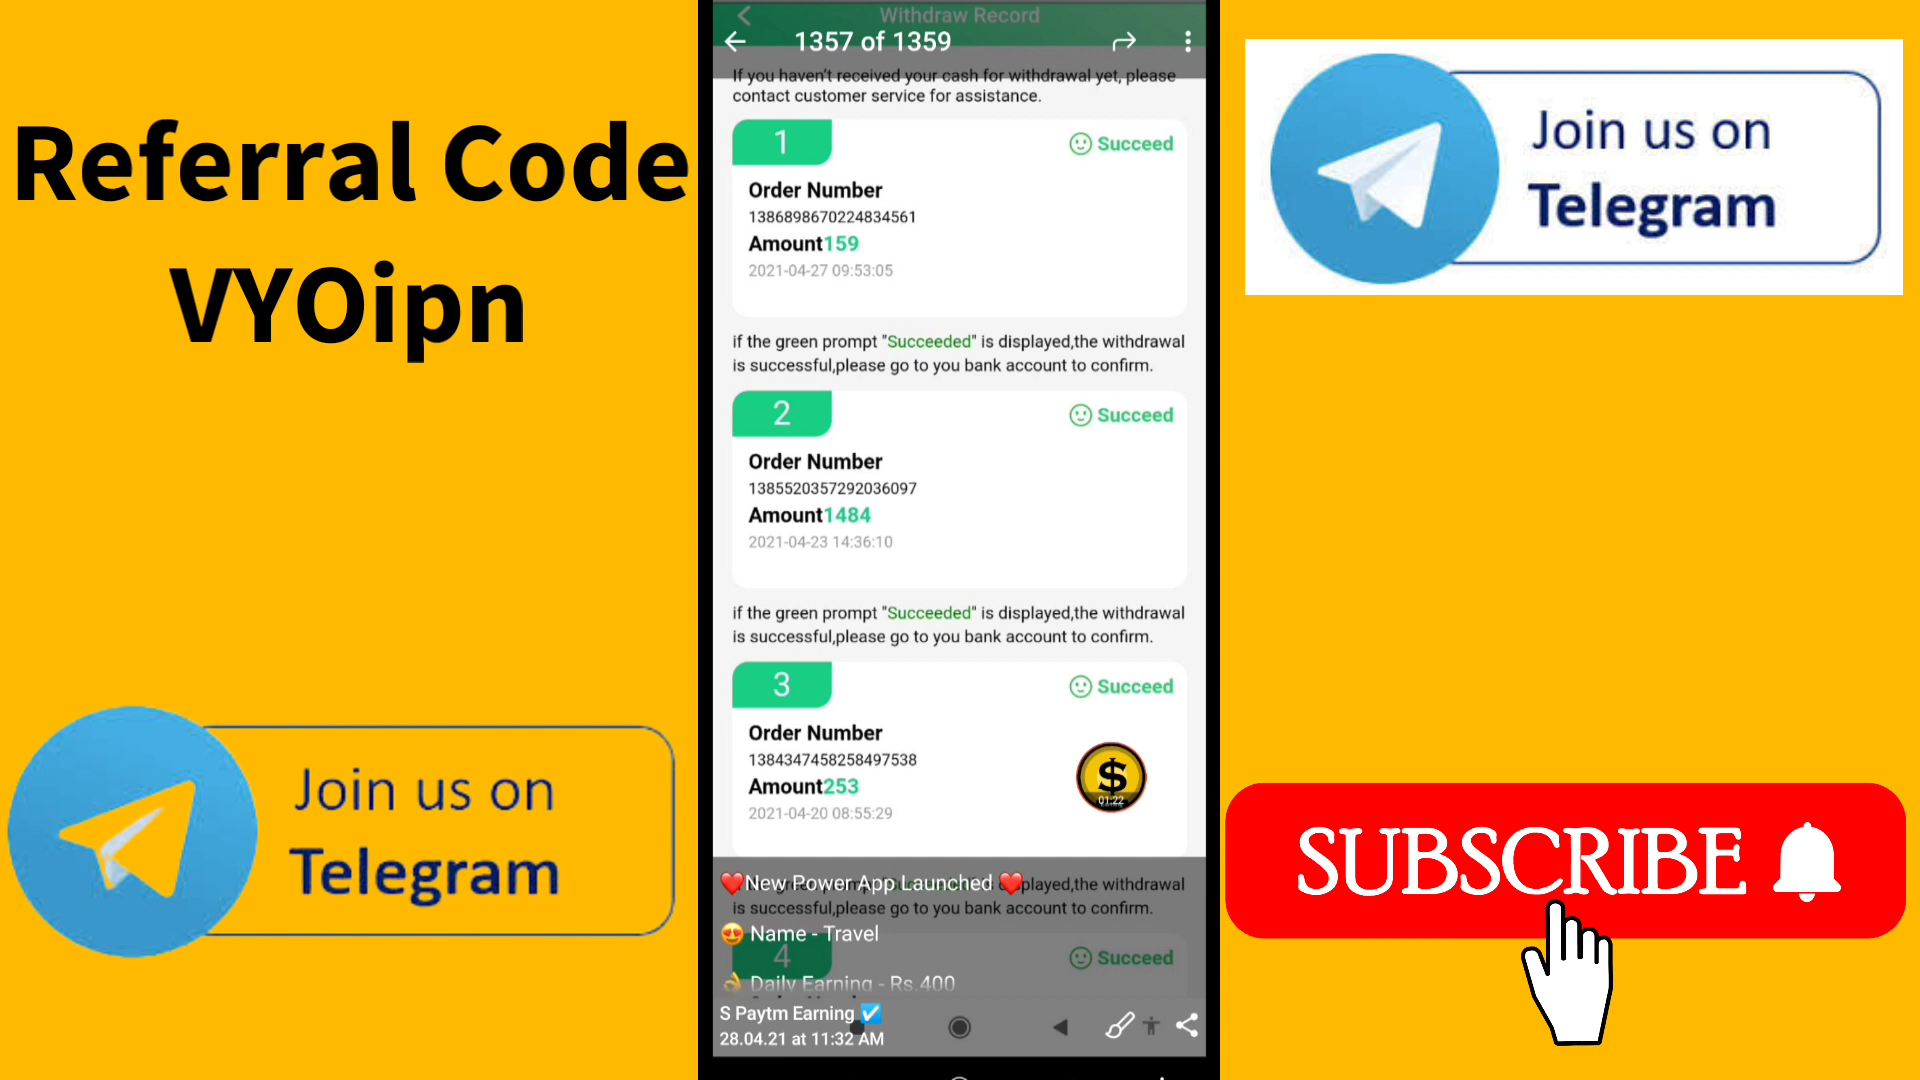 Referral Code
VYOipn
Join us on
Telegram
Withdraw Record
1357 of 1359
If you haven't received your cash for withdrawal yet, please
contact customer service for assistance.
1
Succeed
Order Number
1386898670224834561
Amount159
2021-04-27 09:53:05
if the green prompt "Succeeded" is displayed,the withdrawal
is successful,please go to you bank account to confirm.
2
Succeed
Order Number
1385520357292036097
Amount1484
2021-04-23 14:36:10
if the green prompt "Succeeded" is displayed,the withdrawal
is successful,please go to you bank account to confirm.
3
Succeed
Order Number
1384347458258497538
Amount253
2021-04-20 08:55:29
$
01:22
❤️New Power App Launched ❤️
played,the withdrawal
is successful,please go to you bank account to confirm.
😍 Name - Travel
4
Succeed
👌 Daily Earning - Rs.400
S Paytm Earning ☑️
28.04.21 at 11:32 AM
Join us on
Telegram
SUBSCRIBE